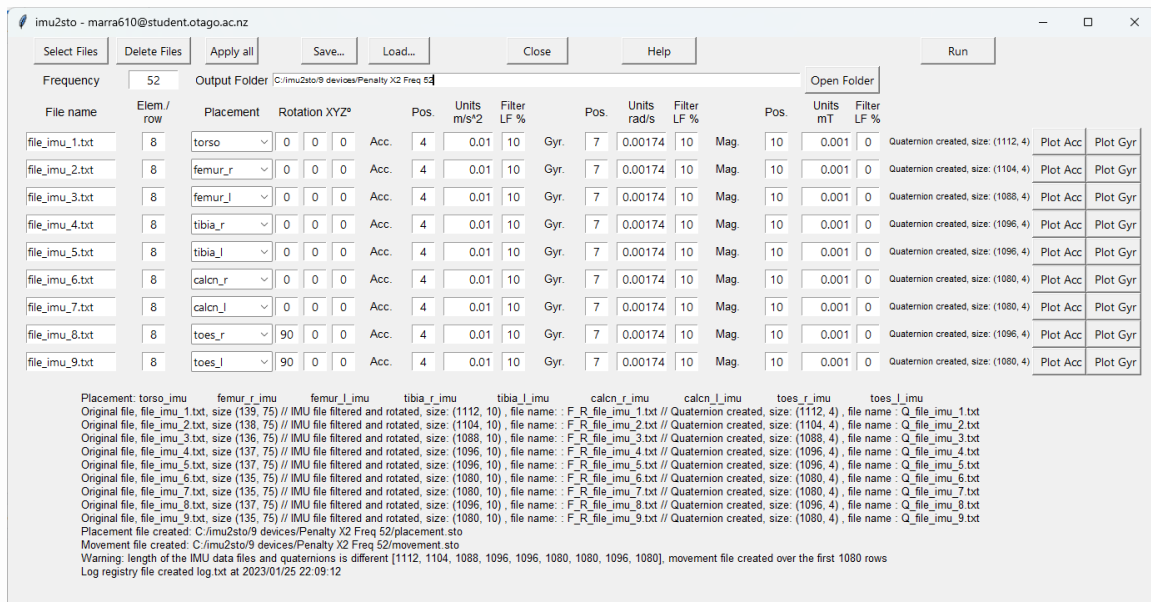 imu2sto - marra610@student.otago.ac.nz
Select Files Delete Files Apply all Save... Load... Close Help Run
Frequency 52 Output Folder C:/imu2sto/9 devices/Penalty X2 Freq 52 Open Folder
File name Elem./ row Placement Rotation XYZº Pos. Units m/s^2 Filter LF % Pos. Units rad/s Filter LF % Pos. Units mT Filter LF %
file_imu_1.txt 8 torso 0 0 0 Acc. 4 0.01 10 Gyr. 7 0.00174 10 Mag. 10 0.001 0 Quaternion created, size: (1112, 4) Plot Acc Plot Gyr
file_imu_2.txt 8 femur_r 0 0 0 Acc. 4 0.01 10 Gyr. 7 0.00174 10 Mag. 10 0.001 0 Quaternion created, size: (1104, 4) Plot Acc Plot Gyr
file_imu_3.txt 8 femur_l 0 0 0 Acc. 4 0.01 10 Gyr. 7 0.00174 10 Mag. 10 0.001 0 Quaternion created, size: (1088, 4) Plot Acc Plot Gyr
file_imu_4.txt 8 tibia_r 0 0 0 Acc. 4 0.01 10 Gyr. 7 0.00174 10 Mag. 10 0.001 0 Quaternion created, size: (1096, 4) Plot Acc Plot Gyr
file_imu_5.txt 8 tibia_l 0 0 0 Acc. 4 0.01 10 Gyr. 7 0.00174 10 Mag. 10 0.001 0 Quaternion created, size: (1096, 4) Plot Acc Plot Gyr
file_imu_6.txt 8 calcn_r 0 0 0 Acc. 4 0.01 10 Gyr. 7 0.00174 10 Mag. 10 0.001 0 Quaternion created, size: (1080, 4) Plot Acc Plot Gyr
file_imu_7.txt 8 calcn_l 0 0 0 Acc. 4 0.01 10 Gyr. 7 0.00174 10 Mag. 10 0.001 0 Quaternion created, size: (1080, 4) Plot Acc Plot Gyr
file_imu_8.txt 8 toes_r 90 0 0 Acc. 4 0.01 10 Gyr. 7 0.00174 10 Mag. 10 0.001 0 Quaternion created, size: (1096, 4) Plot Acc Plot Gyr
file_imu_9.txt 8 toes_l 90 0 0 Acc. 4 0.01 10 Gyr. 7 0.00174 10 Mag. 10 0.001 0 Quaternion created, size: (1080, 4) Plot Acc Plot Gyr
Placement: torso_imu femur_r_imu femur_l_imu tibia_r_imu tibia_l_imu calcn_r_imu calcn_l_imu toes_r_imu toes_l_imu
Original file, file_imu_1.txt, size (139, 75) // IMU file filtered and rotated, size: (1112, 10) , file name: : F_R_file_imu_1.txt // Quaternion created, size: (1112, 4) , file name : Q_file_imu_1.txt
Original file, file_imu_2.txt, size (138, 75) // IMU file filtered and rotated, size: (1104, 10) , file name: : F_R_file_imu_2.txt // Quaternion created, size: (1104, 4) , file name : Q_file_imu_2.txt
Original file, file_imu_3.txt, size (136, 75) // IMU file filtered and rotated, size: (1088, 10) , file name: : F_R_file_imu_3.txt // Quaternion created, size: (1088, 4) , file name : Q_file_imu_3.txt
Original file, file_imu_4.txt, size (137, 75) // IMU file filtered and rotated, size: (1096, 10) , file name: : F_R_file_imu_4.txt // Quaternion created, size: (1096, 4) , file name : Q_file_imu_4.txt
Original file, file_imu_5.txt, size (137, 75) // IMU file filtered and rotated, size: (1096, 10) , file name: : F_R_file_imu_5.txt // Quaternion created, size: (1096, 4) , file name : Q_file_imu_5.txt
Original file, file_imu_6.txt, size (135, 75) // IMU file filtered and rotated, size: (1080, 10) , file name: : F_R_file_imu_6.txt // Quaternion created, size: (1080, 4) , file name : Q_file_imu_6.txt
Original file, file_imu_7.txt, size (135, 75) // IMU file filtered and rotated, size: (1080, 10) , file name: : F_R_file_imu_7.txt // Quaternion created, size: (1080, 4) , file name : Q_file_imu_7.txt
Original file, file_imu_8.txt, size (137, 75) // IMU file filtered and rotated, size: (1096, 10) , file name: : F_R_file_imu_8.txt // Quaternion created, size: (1096, 4) , file name : Q_file_imu_8.txt
Original file, file_imu_9.txt, size (135, 75) // IMU file filtered and rotated, size: (1080, 10) , file name: : F_R_file_imu_9.txt // Quaternion created, size: (1080, 4) , file name : Q_file_imu_9.txt
Placement file created: C:/imu2sto/9 devices/Penalty X2 Freq 52/placement.sto
Movement file created: C:/imu2sto/9 devices/Penalty X2 Freq 52/movement.sto
Warning: length of the IMU data files and quaternions is different [1112, 1104, 1088, 1096, 1096, 1080, 1080, 1096, 1080], movement file created over the first 1080 rows
Log registry file created log.txt at 2023/01/25 22:09:12